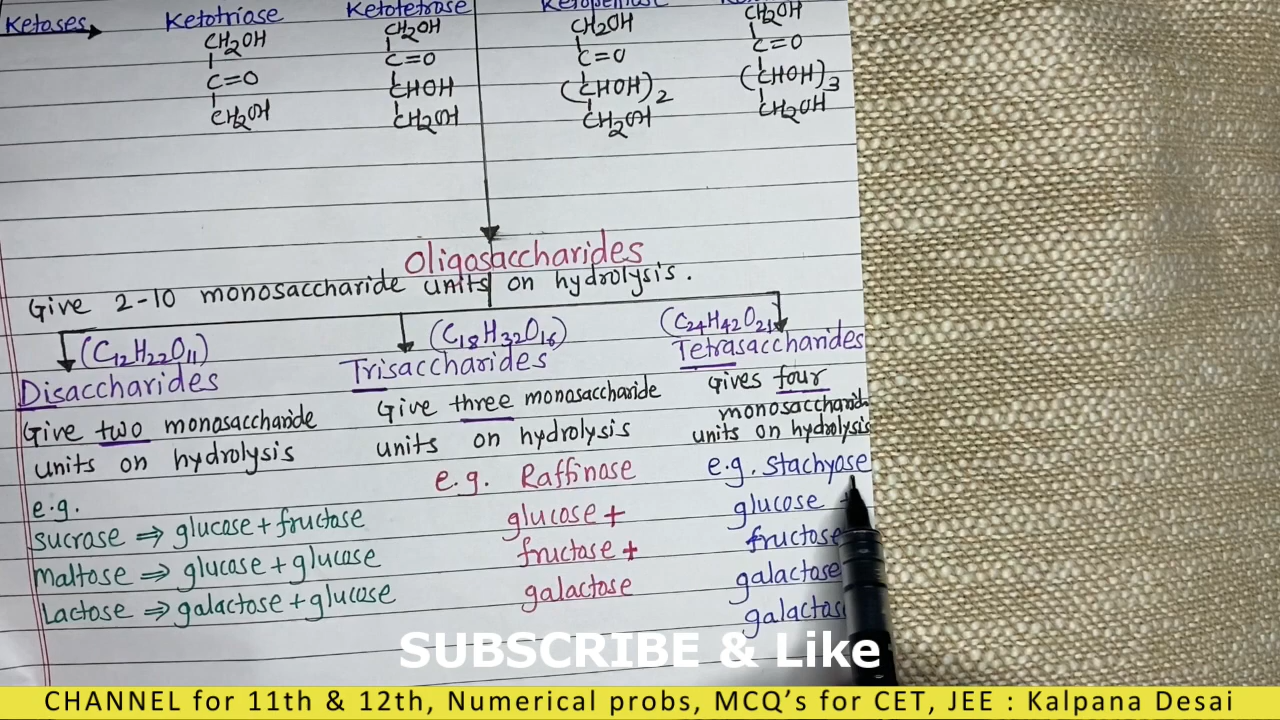 Ketoses
Ketotriose
Ketotetrose
CH2OH
C=O
CH2OH
CH2OH
C=O
CHOH
CH2OH
CH2OH
C=O
(CHOH)2
CH2OH
CH2OH
C=O
(CHOH)3
CH2OH
Oligosaccharides
Give 2-10 monosaccharide units on hydrolysis.
(C12H22O11)
Disaccharides
Give two monosaccharide
units on hydrolysis
e.g.
sucrose ⇒ glucose + fructose
maltose ⇒ glucose + glucose
Lactose ⇒ galactose + glucose
(C18H32O16)
Trisaccharides
Give three monosaccharide
units on hydrolysis
e.g. Raffinose
glucose +
fructose +
galactose
(C24H42O21)
Tetrasaccharides
Gives four
monosaccharide
units on hydrolysis
e.g. Stachyose
glucose +
fructose
galactose
galactose
SUBSCRIBE & Like
CHANNEL for 11th & 12th, Numerical probs, MCQ's for CET, JEE : Kalpana Desai